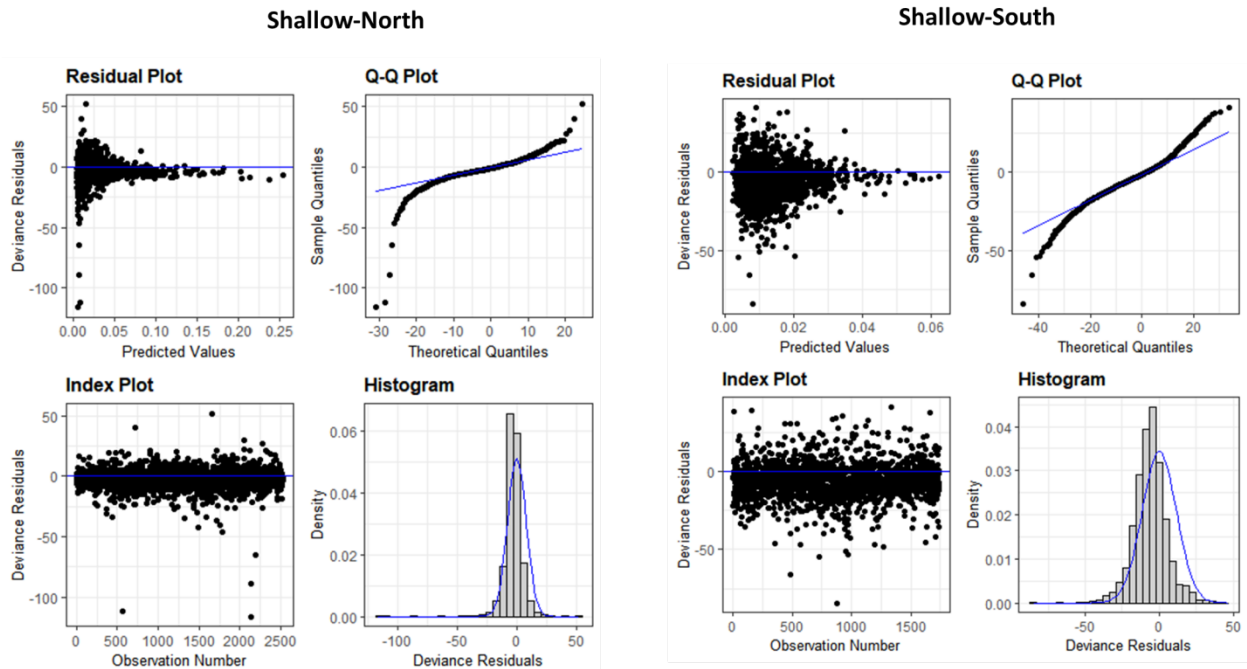 Shallow-North
Shallow-South
Residual Plot
Q-Q Plot
Deviance Residuals
50
0
-50
-100
0.00 0.05 0.10 0.15 0.20 0.25
Predicted Values
Sample Quantiles
50
0
-50
-100
-30 -20 -10 0 10 20
Theoretical Quantiles
Index Plot
Histogram
Deviance Residuals
50
0
-50
-100
0 500 1000 1500 2000 2500
Observation Number
Density
0.06
0.04
0.02
0.00
-100 -50 0 50
Deviance Residuals
Residual Plot
Q-Q Plot
Deviance Residuals
50
0
-50
0.00 0.02 0.04 0.06
Predicted Values
Sample Quantiles
50
0
-50
-40 -20 0 20
Theoretical Quantiles
Index Plot
Histogram
Deviance Residuals
50
0
-50
0 500 1000 1500
Observation Number
Density
0.04
0.03
0.02
0.01
0.00
-50 0 50
Deviance Residuals